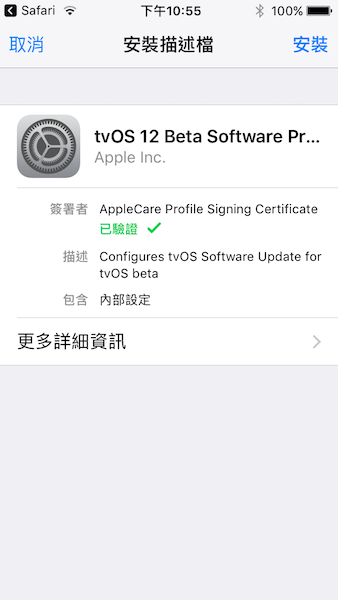 Safari 下午10:55 100%
取消 安裝描述檔 安裝
tvOS 12 Beta Software Pr...
Apple Inc.
簽署者 AppleCare Profile Signing Certificate
已驗證
描述 Configures tvOS Software Update for
tvOS beta
包含 內部設定
更多詳細資訊